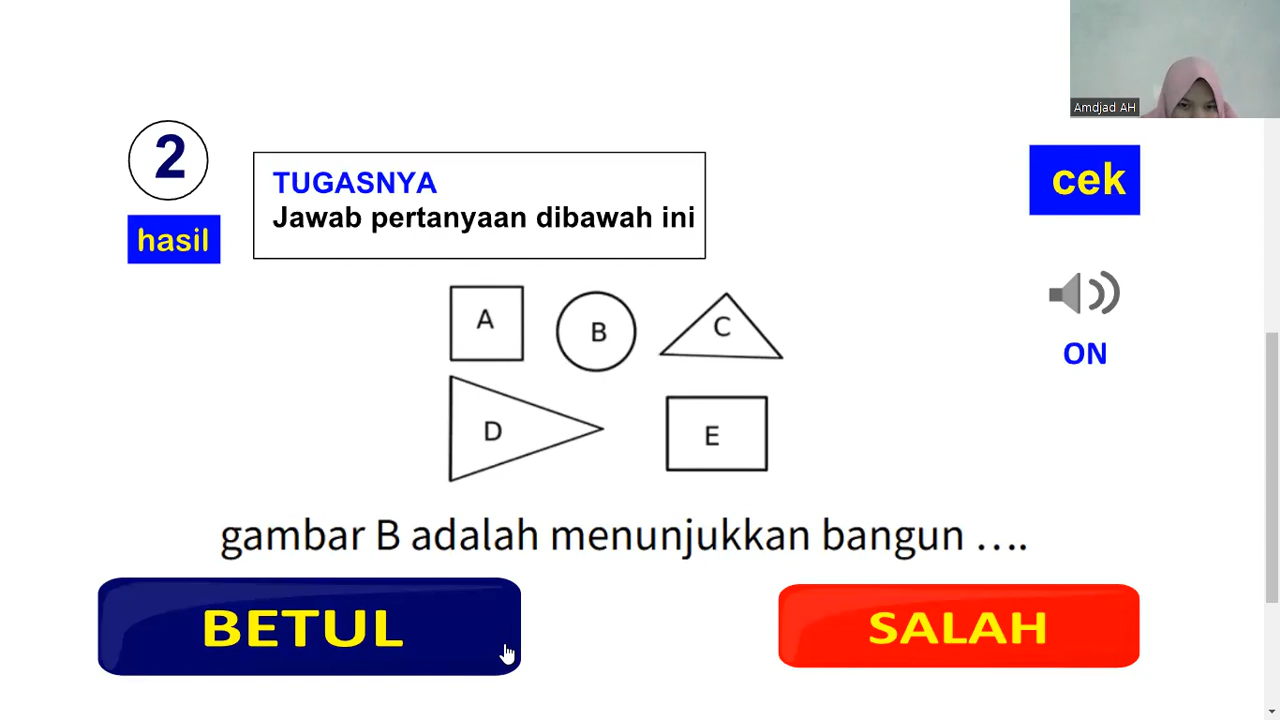 Amdjad AH
2
TUGASNYA
Jawab pertanyaan dibawah ini
cek
hasil
A
B
C
ON
D
E
gambar B adalah menunjukkan bangun ....
BETUL
SALAH